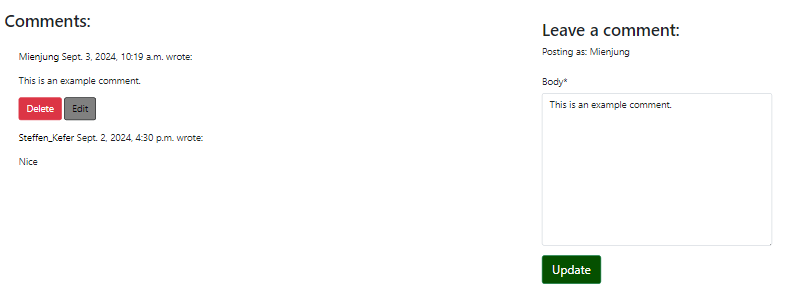 Comments:
Mienjung Sept. 3, 2024, 10:19 a.m. wrote:
This is an example comment.
Delete Edit
Steffen_Kefer Sept. 2, 2024, 4:30 p.m. wrote:
Nice
Leave a comment:
Posting as: Mienjung
Body*
This is an example comment.
Update